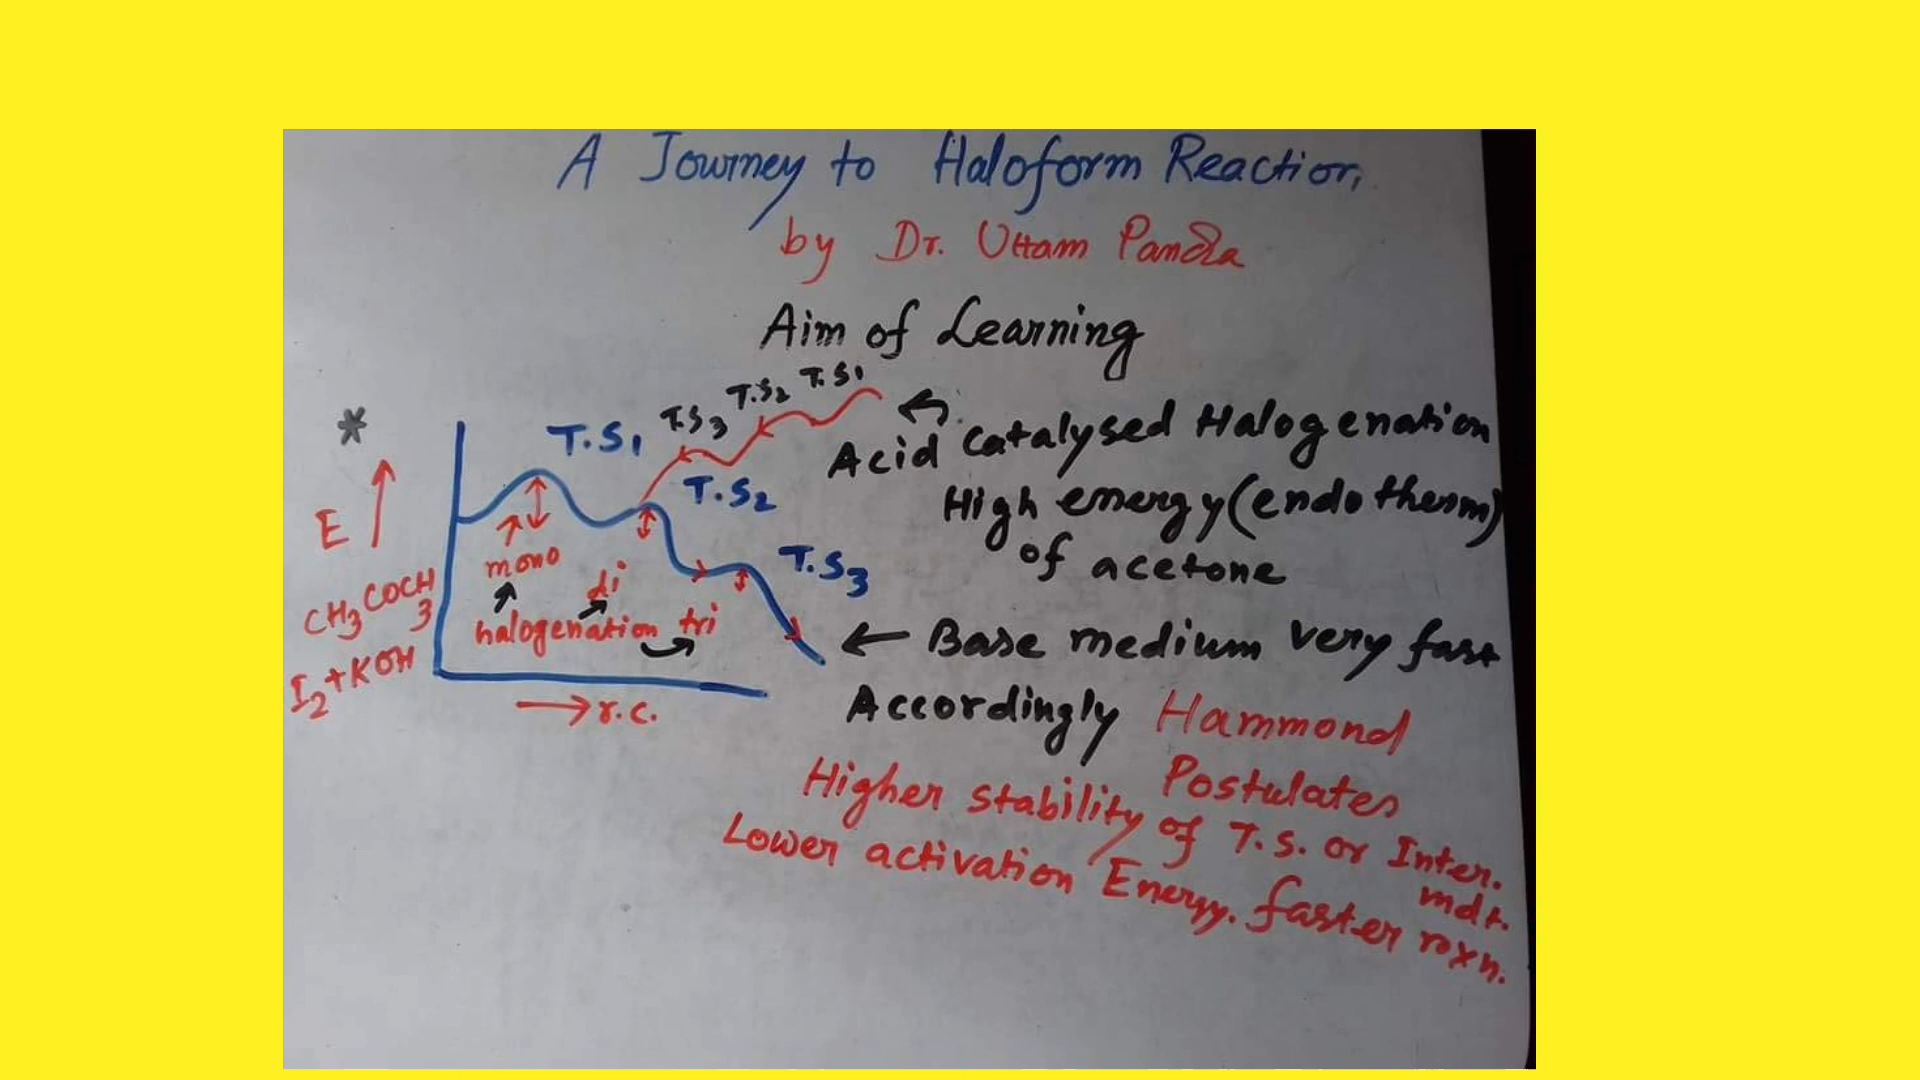 A Journey to Haloform Reaction
by Dr. Uttam Panda
Aim of Learning
T.S1
T.S2
T.S3
T.S1
T.S2
T.S3
*
E
mono
di
halogenation tri
CH3COCH3
I2+KOH
r.c.
Acid catalysed Halogenation
High energy (endotherm)
of acetone
Base medium very fast
Accordingly Hammond
Postulates
Higher stability of T.S. or Inter.
mdt.
Lower activation Energy. faster rxn.